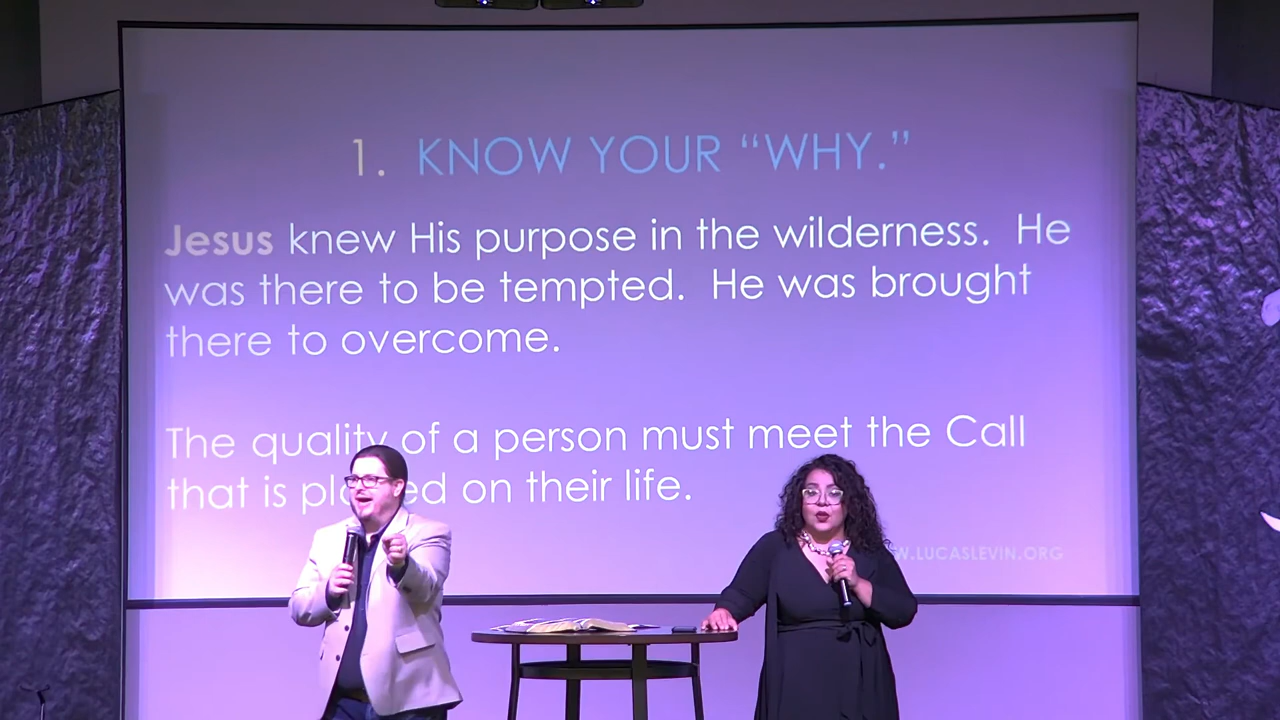 1. KNOW YOUR “WHY.”
Jesus knew His purpose in the wilderness. He
was there to be tempted. He was brought
there to overcome.
The quality of a person must meet the Call
that is placed on their life.
W.LUCASLEVIN.ORG